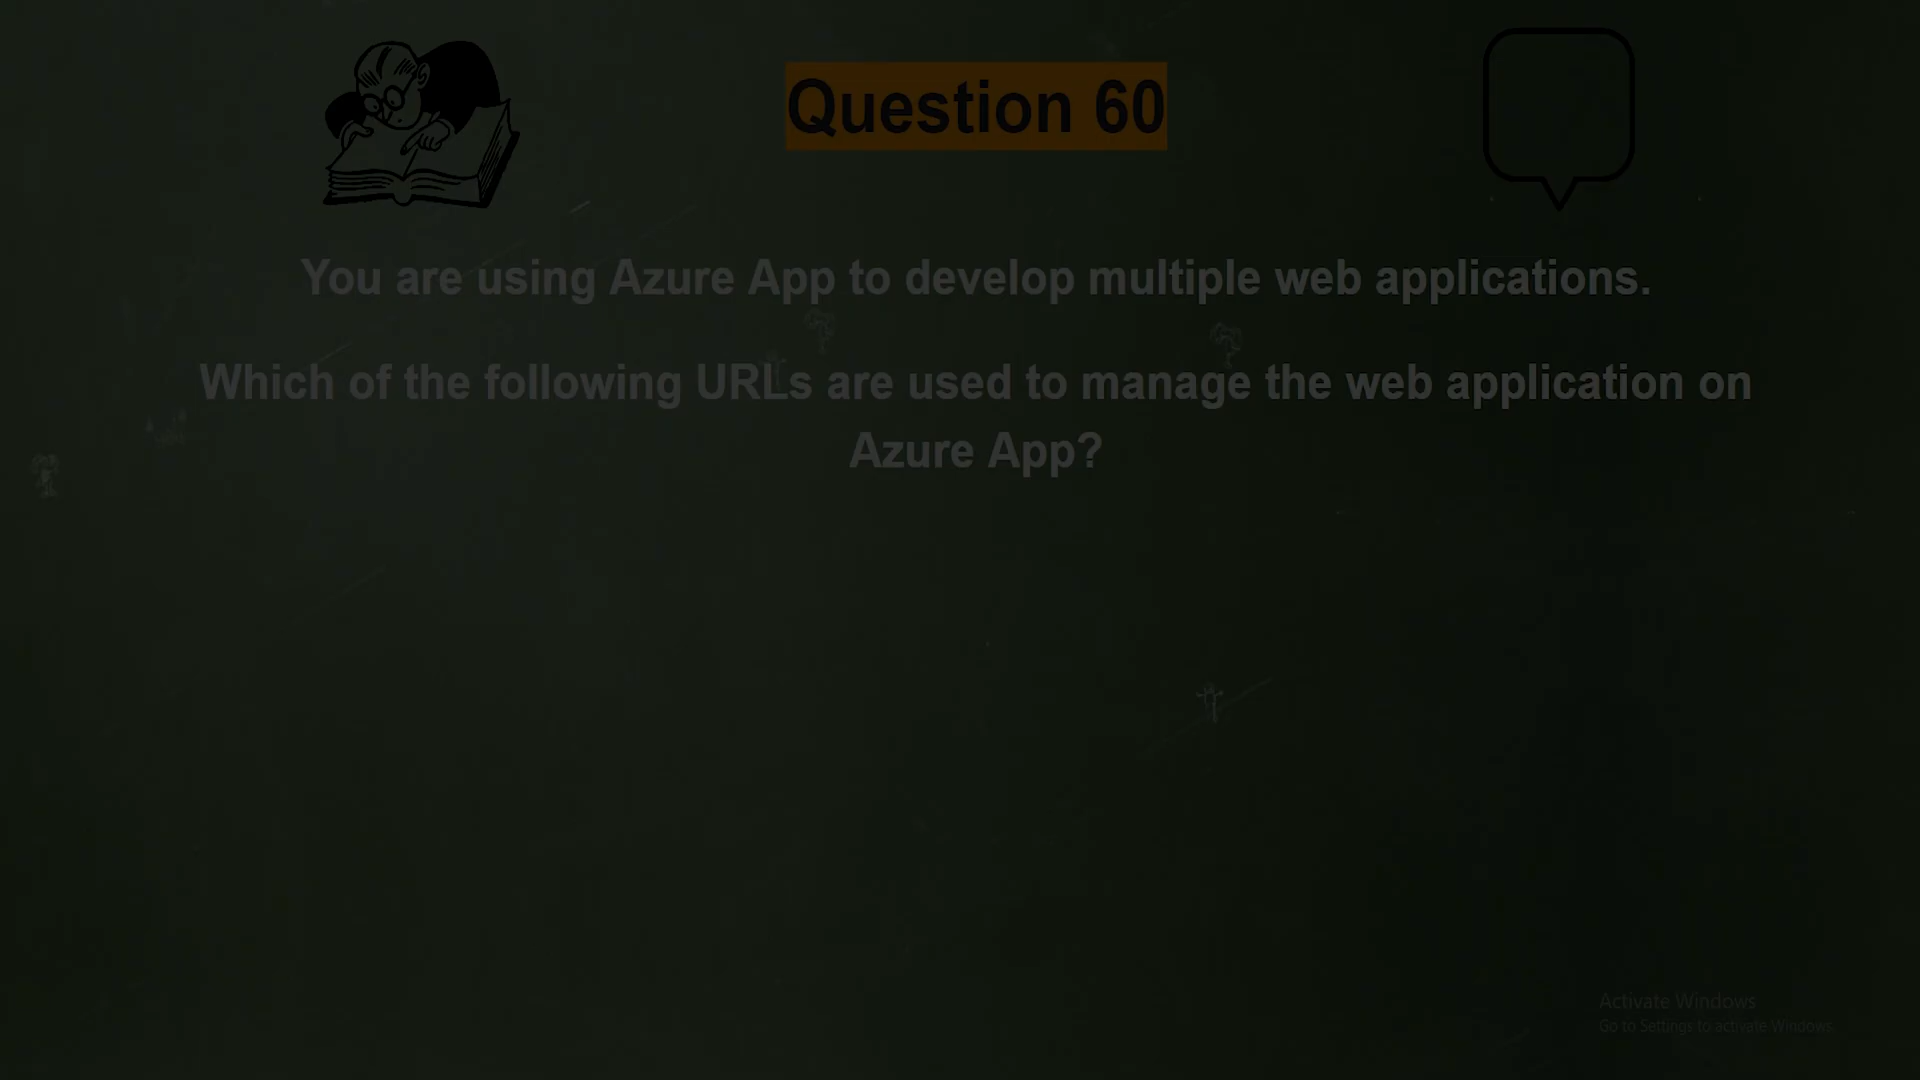 Question 60
You are using Azure App to develop multiple web applications.
Which of the following URLs are used to manage the web application on
Azure App?
Activate Windows
Go to Settings to activate Windows.